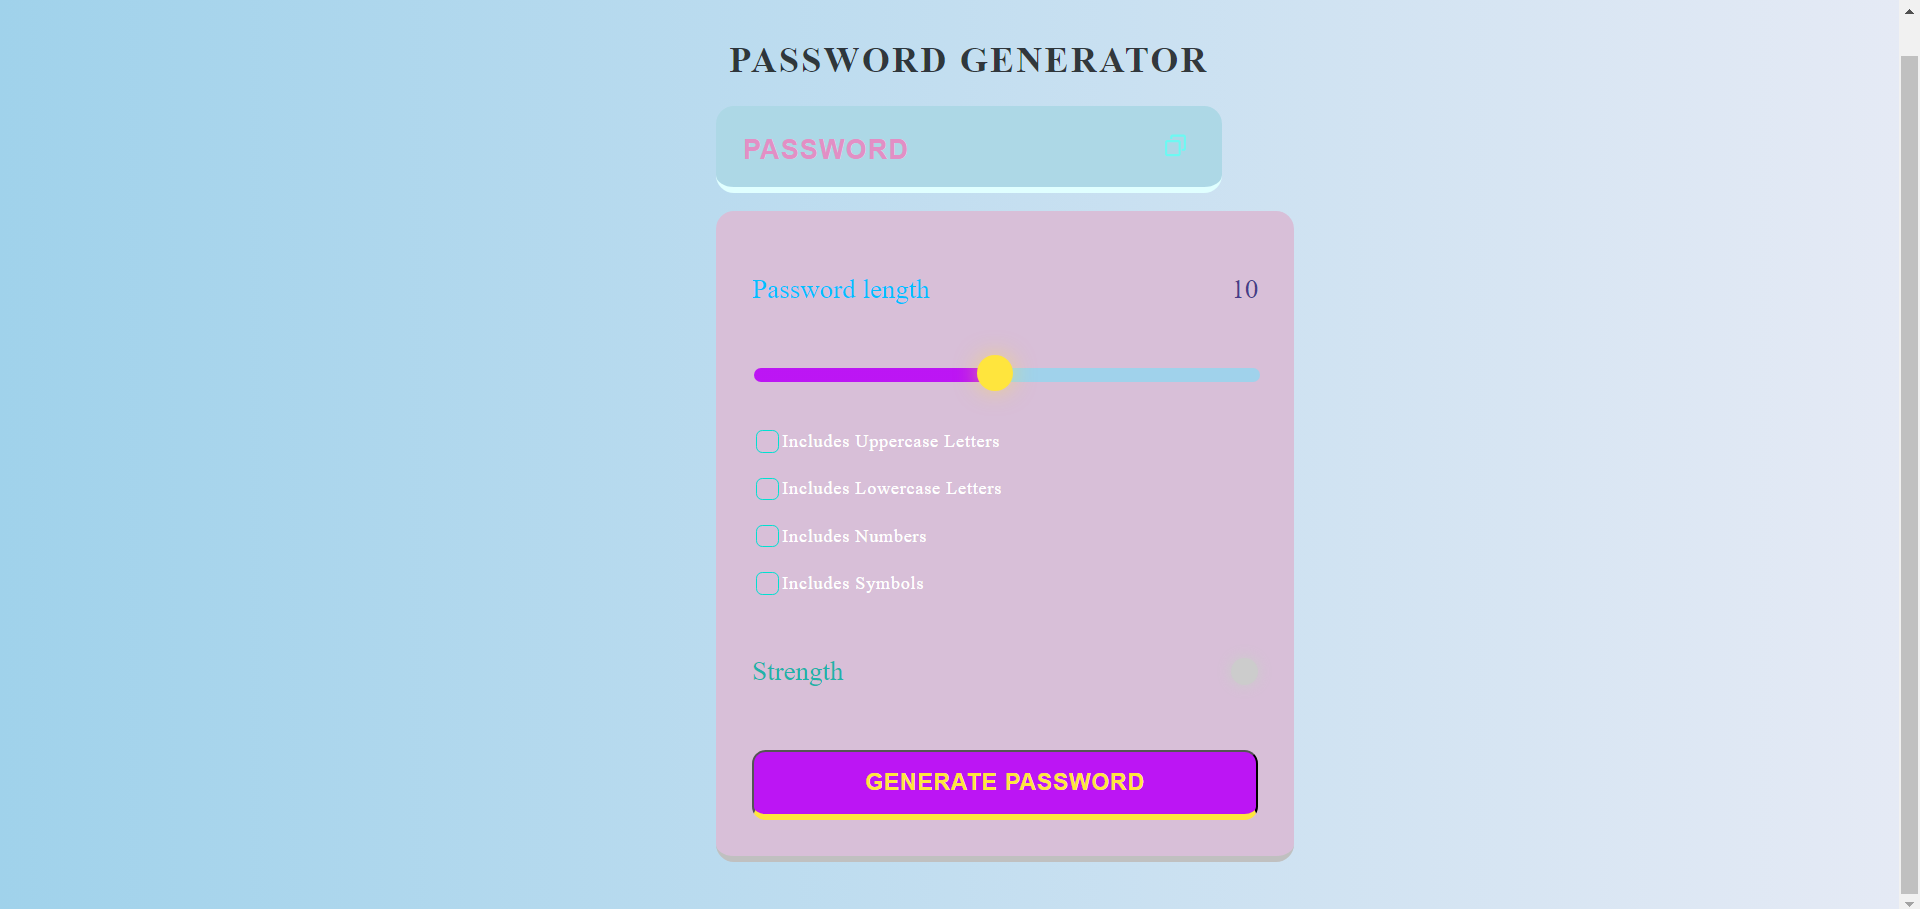 PASSWORD GENERATOR
PASSWORD
Password length 10
Includes Uppercase Letters
Includes Lowercase Letters
Includes Numbers
Includes Symbols
Strength
GENERATE PASSWORD